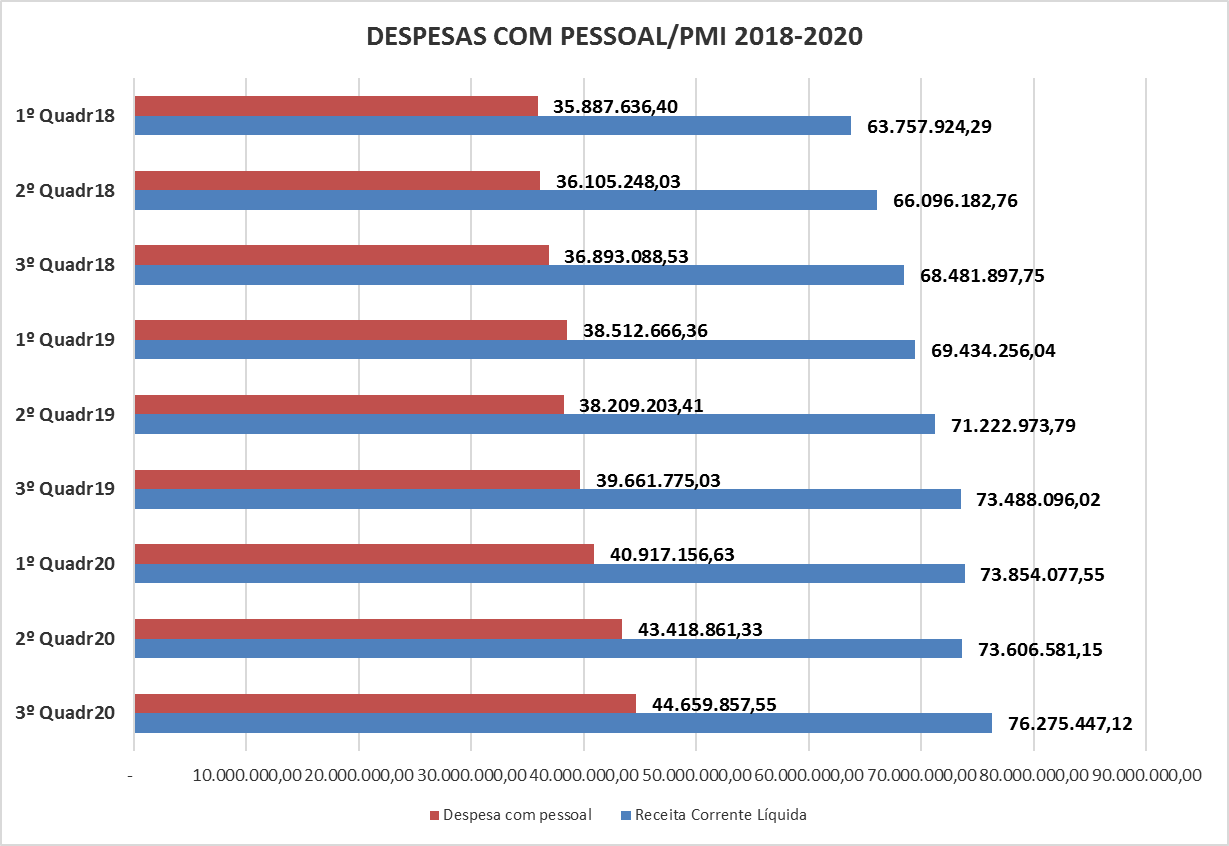 DESPESAS COM PESSOAL/PMI 2018-2020
1º Quadr18
35.887.636,40
63.757.924,29
2º Quadr18
36.105.248,03
66.096.182,76
3º Quadr18
36.893.088,53
68.481.897,75
1º Quadr19
38.512.666,36
69.434.256,04
2º Quadr19
38.209.203,41
71.222.973,79
3º Quadr19
39.661.775,03
73.488.096,02
1º Quadr20
40.917.156,63
73.854.077,55
2º Quadr20
43.418.861,33
73.606.581,15
3º Quadr20
44.659.857,55
76.275.447,12
- 10.000.000,00 20.000.000,00 30.000.000,00 40.000.000,00 50.000.000,00 60.000.000,00 70.000.000,00 80.000.000,00 90.000.000,00
Despesa com pessoal Receita Corrente Líquida